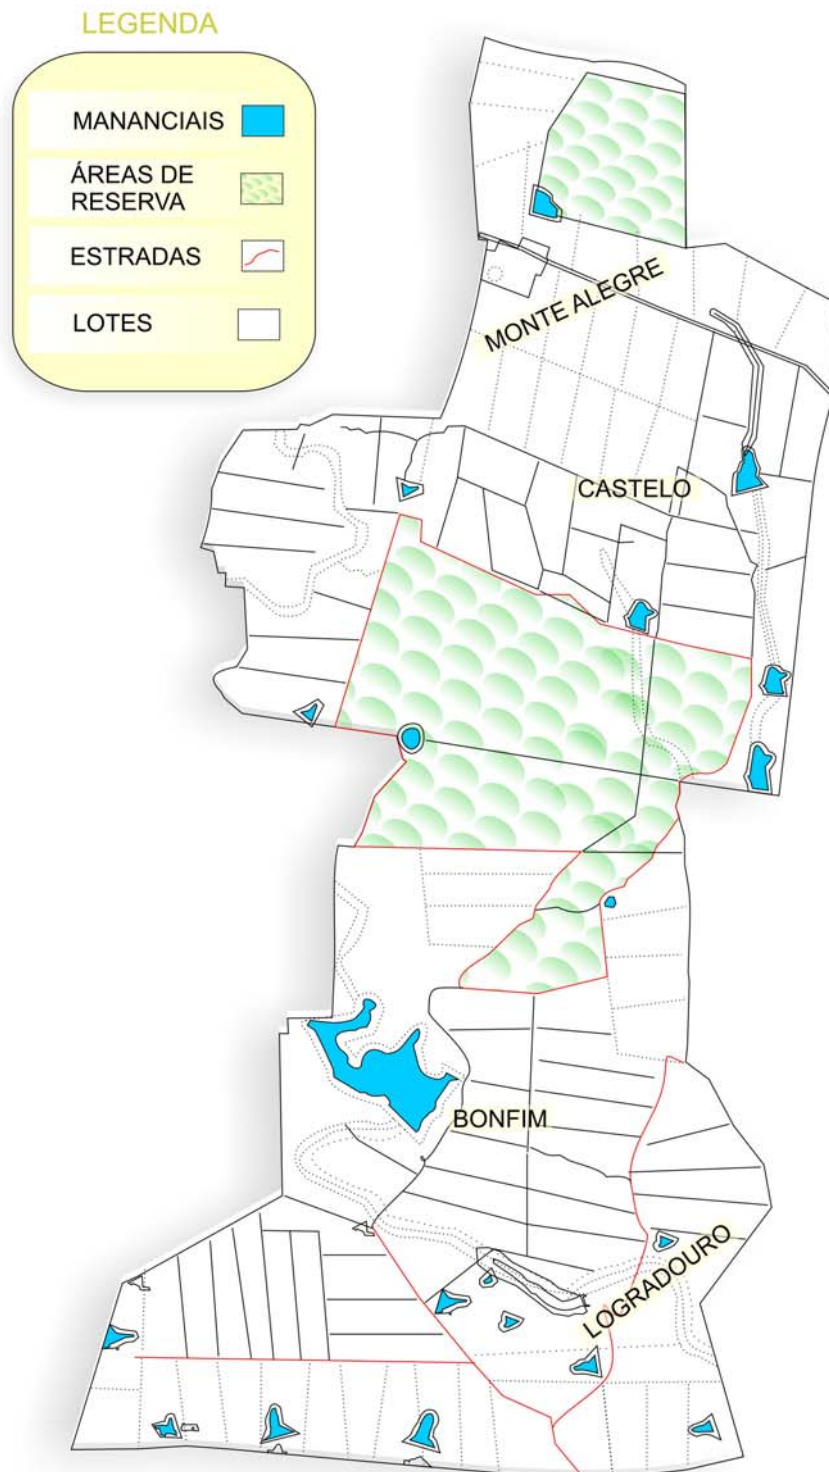 LEGENDA
MANANCIAIS
ÁREAS DE
RESERVA
ESTRADAS
LOTES
MONTE ALEGRE
CASTELO
BONFIM
LOGRADOURO